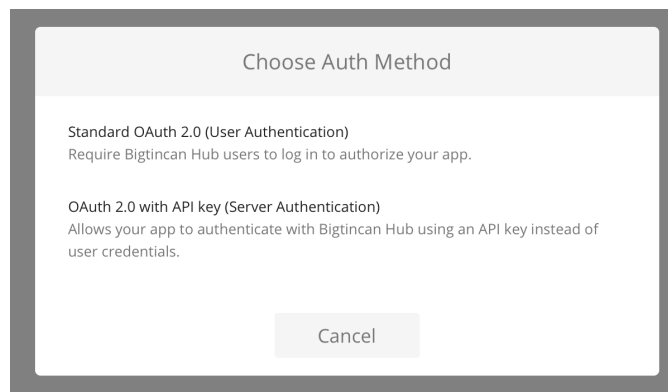 Choose Auth Method
Standard OAuth 2.0 (User Authentication)
Require Bigtincan Hub users to log in to authorize your app.
OAuth 2.0 with API key (Server Authentication)
Allows your app to authenticate with Bigtincan Hub using an API key instead of
user credentials.
Cancel